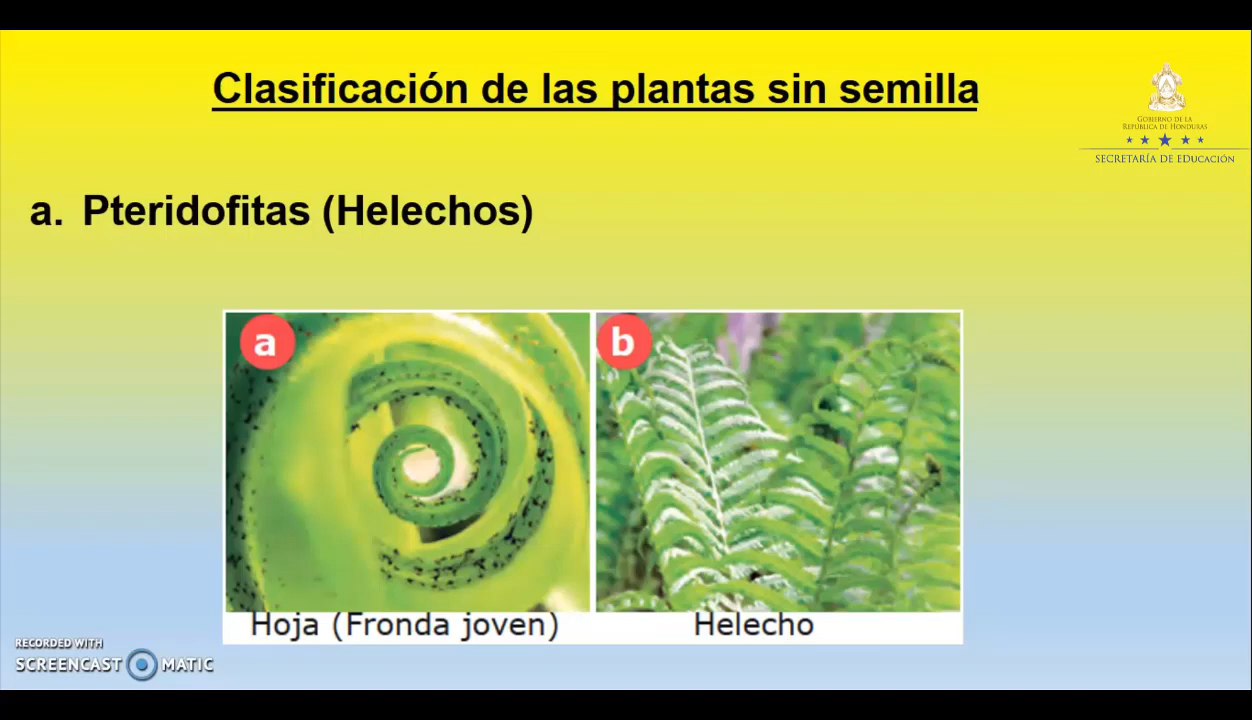 Clasificación de las plantas sin semilla
GOBIERNO DE LA
REPÚBLICA DE HONDURAS
SECRETARÍA DE EDUCACIÓN
a. Pteridofitas (Helechos)
a
b
Hoja (Fronda joven)
Helecho
RECORDED WITH
SCREENCAST MATIC